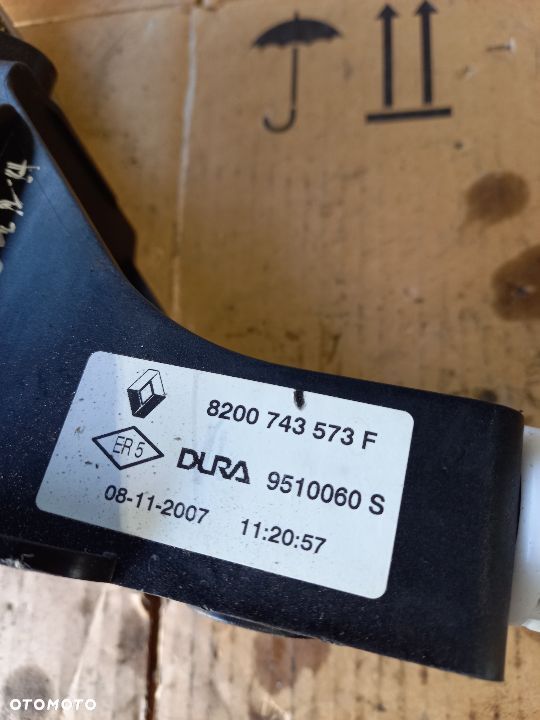 8200 743 573 F
ER 5
DURA 9510060 S
08-11-2007 11:20:57
OTOMOTO